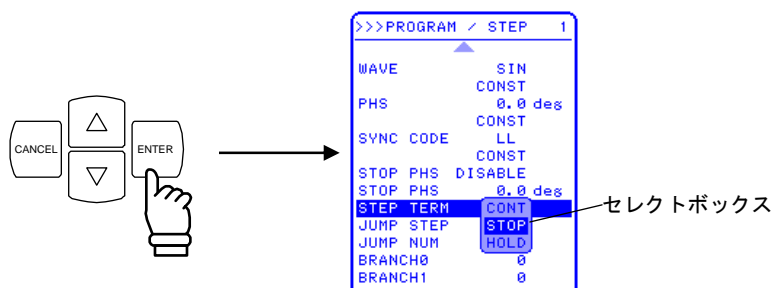 CANCEL
ENTER
>>>PROGRAM / STEP 1
WAVE SIN
CONST
PHS 0.0 deg
CONST
SYNC CODE LL
CONST
STOP PHS DISABLE
STOP PHS 0.0 deg
STEP TERM CONT
JUMP STEP STOP
JUMP NUM HOLD
BRANCH0 0
BRANCH1 0
セレクトボックス